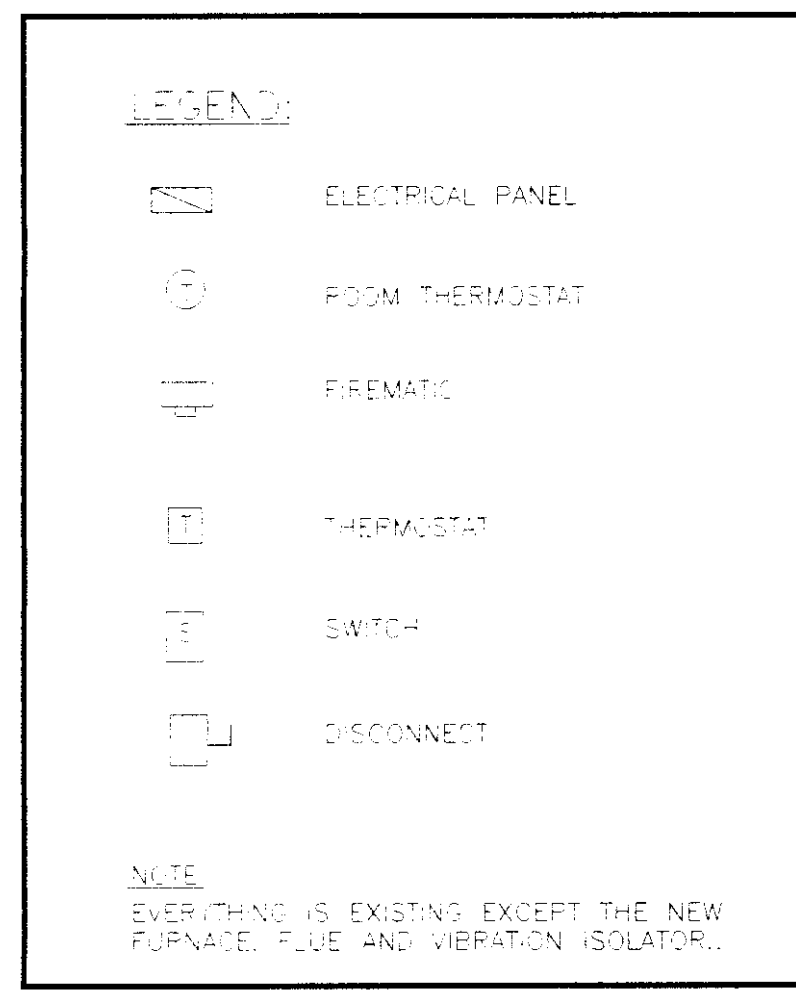 LEGEND:
ELECTRICAL PANEL
T
ROOM THERMOSTAT
FIREMATIC
T
THERMOSTAT
S
SWITCH
DISCONNECT
NOTE
EVERYTHING IS EXISTING EXCEPT THE NEW
FURNACE, FLUE AND VIBRATION ISOLATOR..